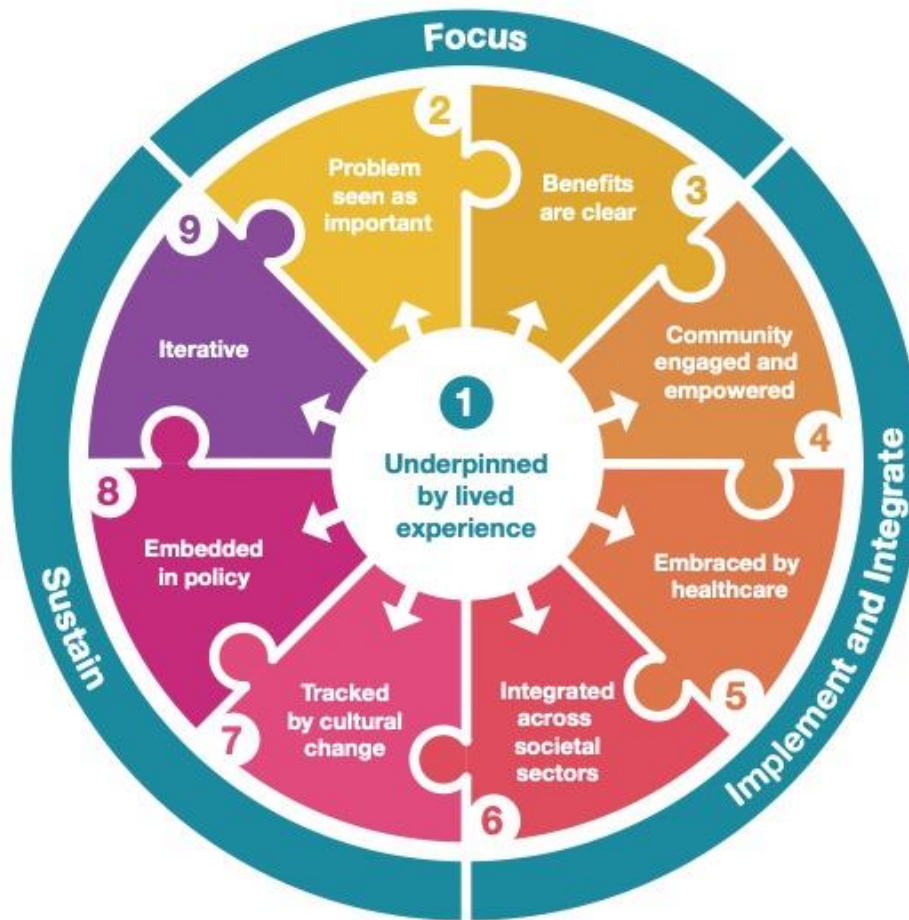 Focus
2
Problem
seen as
important
3
Benefits
are clear
4
Community
engaged and
empowered
5
Embraced by
healthcare
6
Integrated
across
societal
sectors
7
Tracked
by cultural
change
8
Embedded
in policy
9
Iterative
1
Underpinned
by lived
experience
Implement and Integrate
Sustain